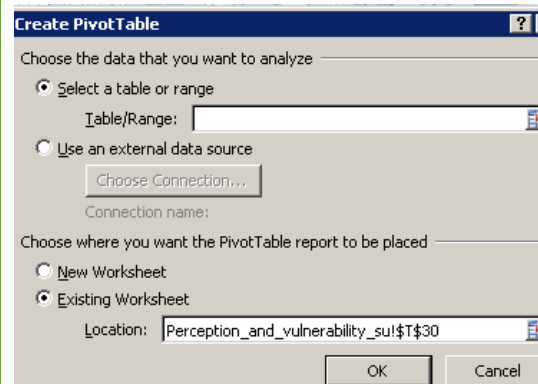 Create PivotTable
Choose the data that you want to analyze
Select a table or range
Table/Range:
Use an external data source
Choose Connection...
Connection name:
Choose where you want the PivotTable report to be placed
New Worksheet
Existing Worksheet
Location: Perception_and_vulnerability_su!$T$30
OK Cancel